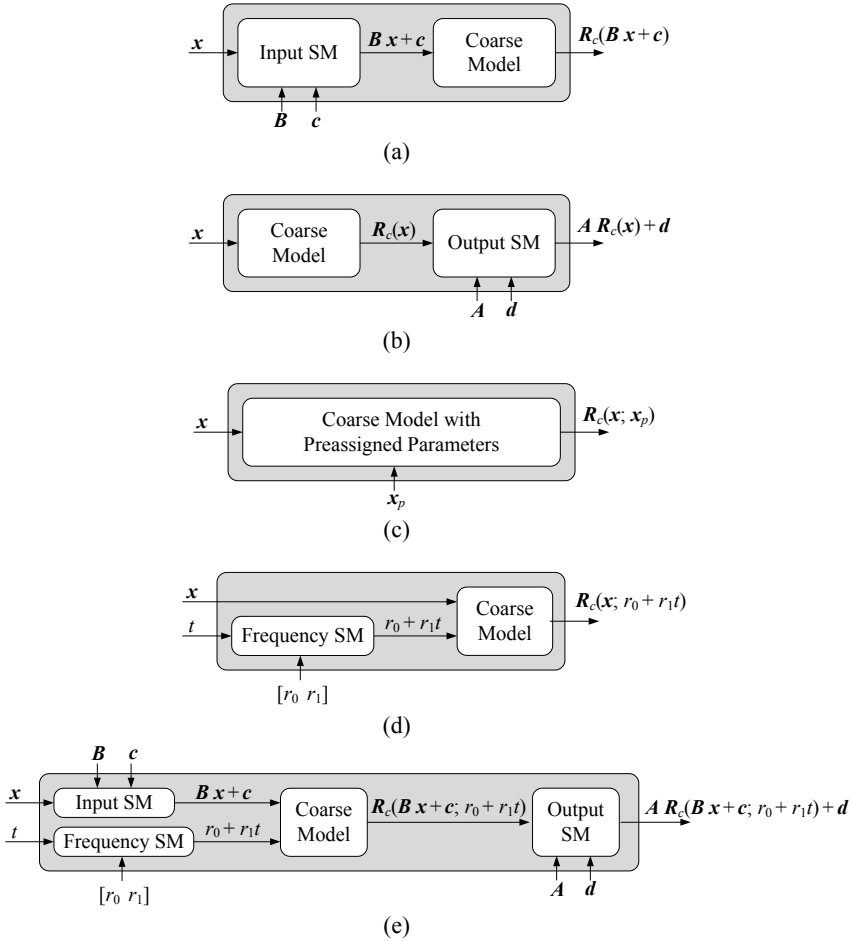 x
Input SM
B x + c
Coarse
Model
R_c(B x + c)
B
c
(a)
x
Coarse
Model
R_c(x)
Output SM
A R_c(x) + d
A
d
(b)
x
Coarse Model with
Preassigned Parameters
R_c(x; x_p)
x_p
(c)
x
t
Frequency SM
r_0 + r_1t
Coarse
Model
R_c(x; r_0 + r_1t)
[r_0 r_1]
(d)
B
c
x
Input SM
B x + c
t
Frequency SM
r_0 + r_1t
Coarse
Model
R_c(B x + c; r_0 + r_1t)
Output
SM
A R_c(B x + c; r_0 + r_1t) + d
[r_0 r_1]
A
d
(e)